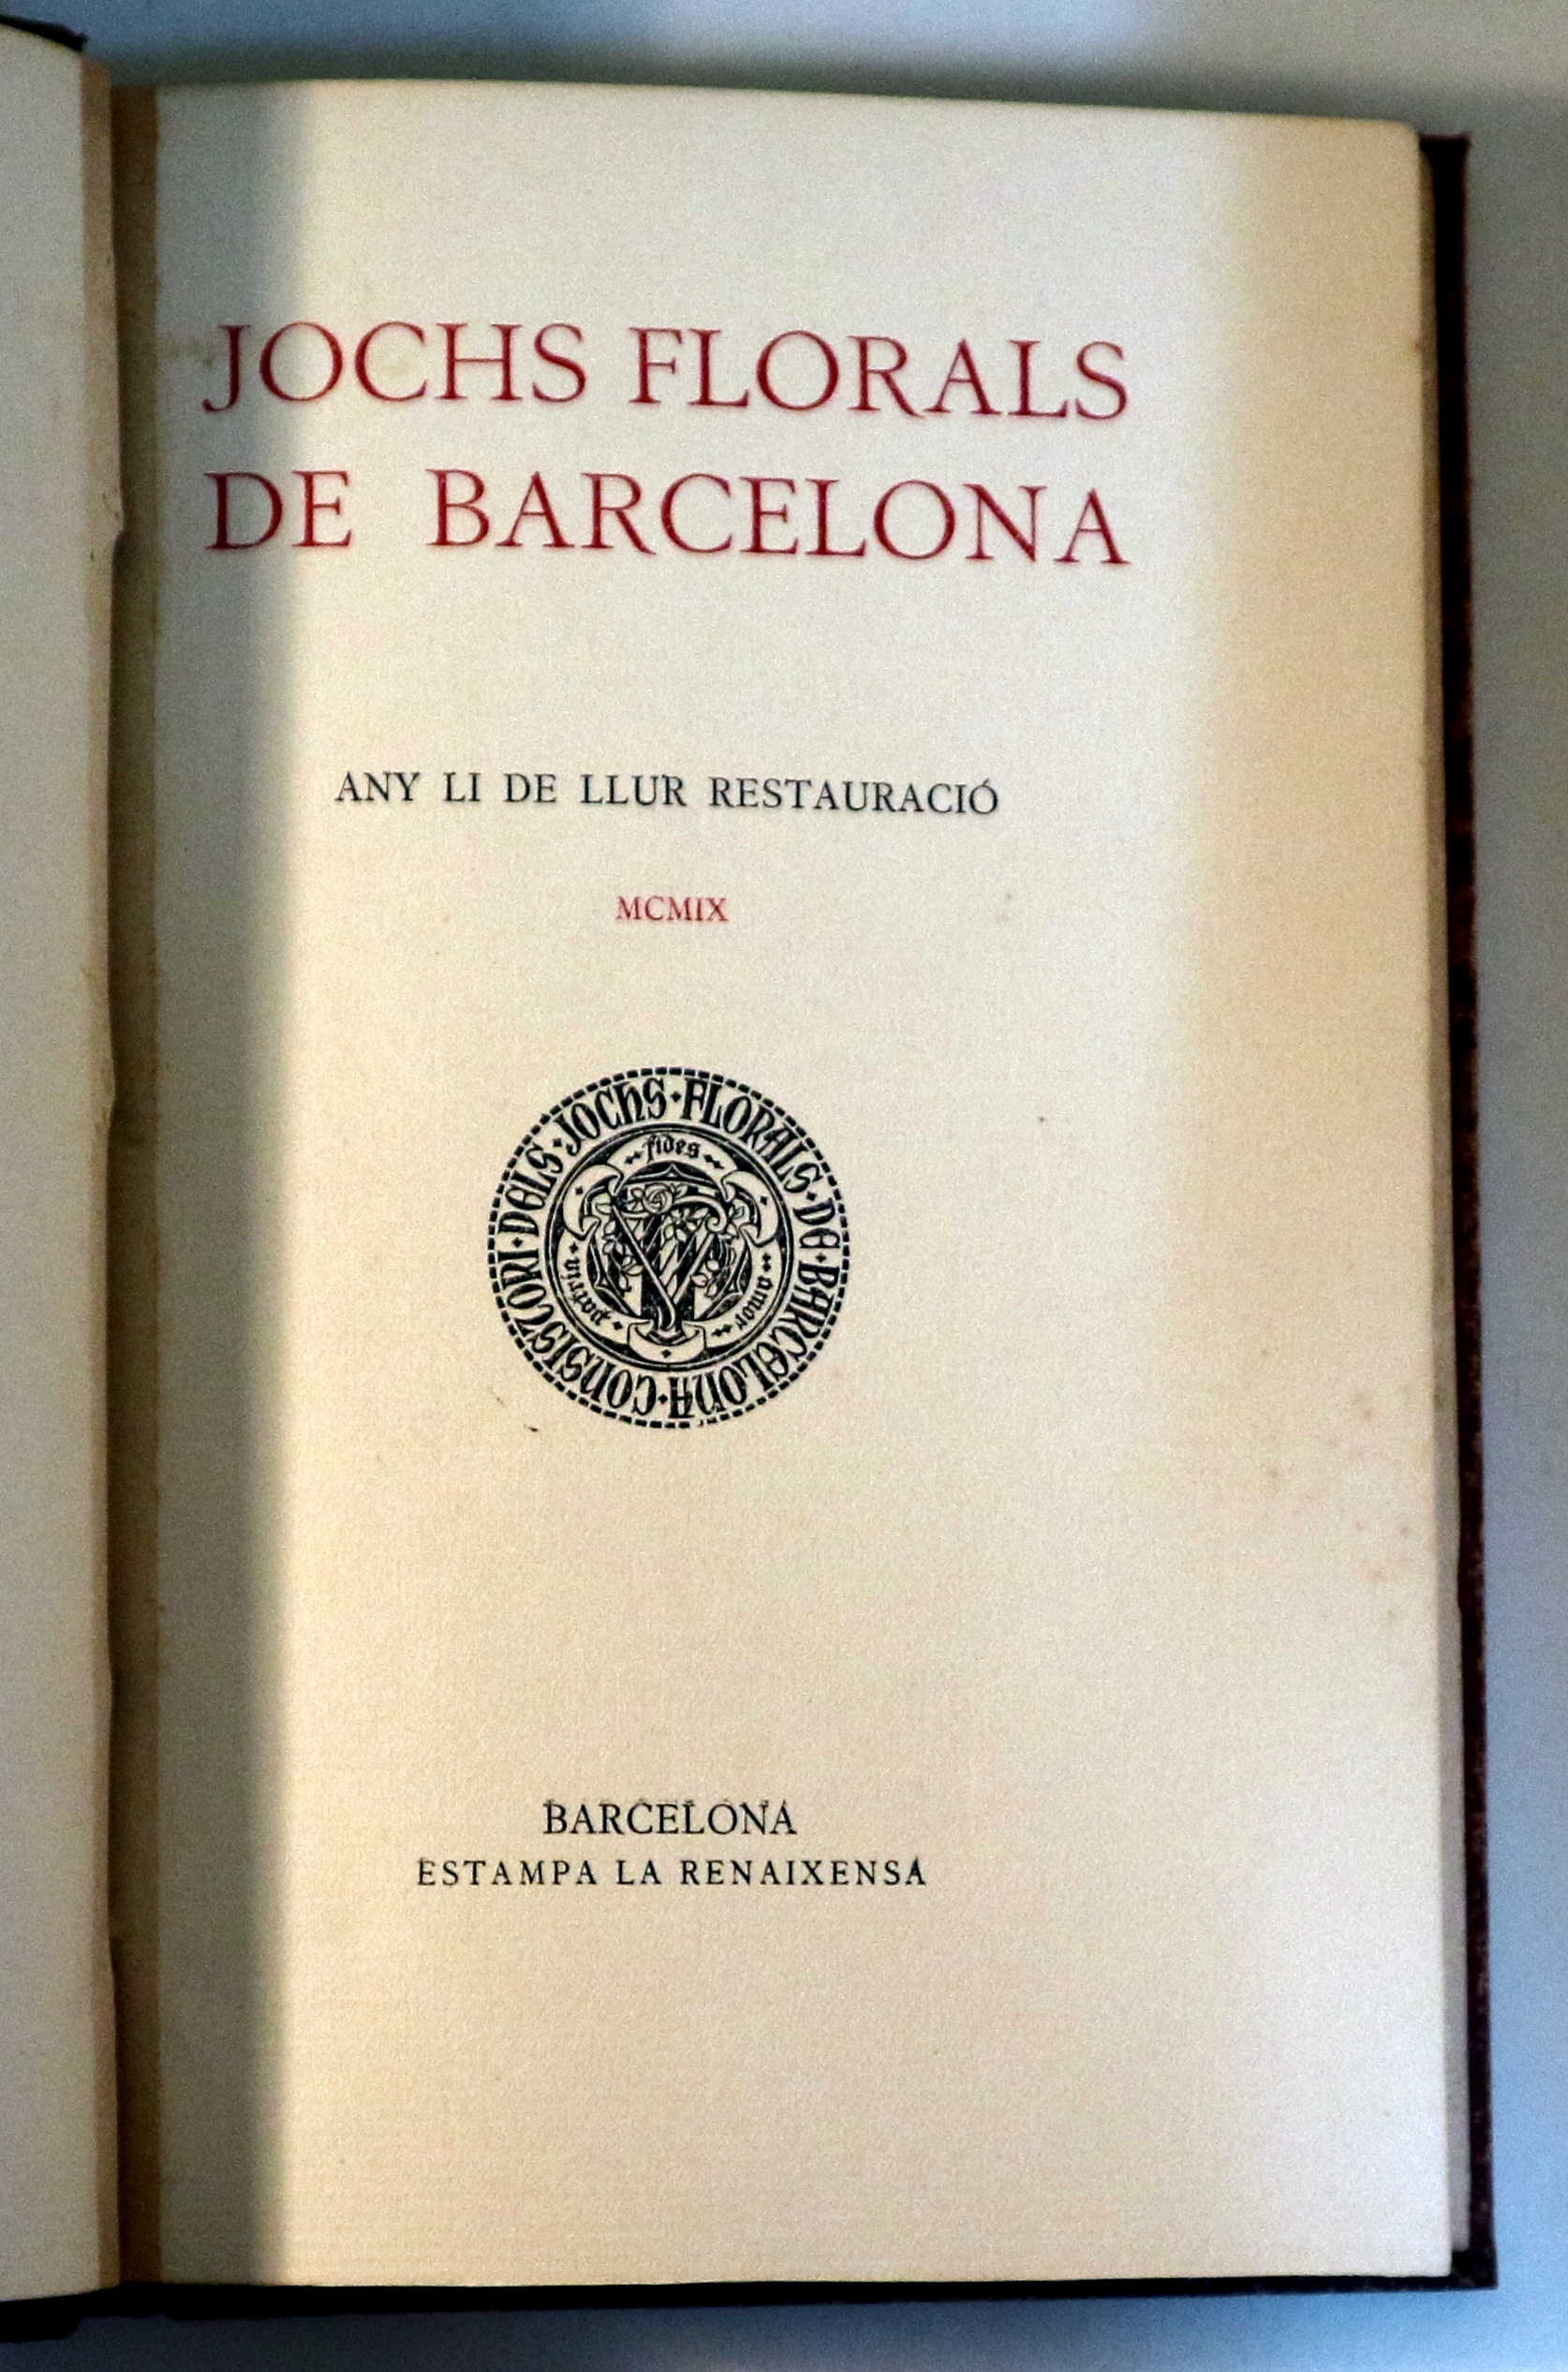 JOCHS FLORALS
DE BARCELONA
ANY LI DE LLUR RESTAURACIÓ
MCMIX
CONSISTORI · DELS · JOCHS · FLORALS · DE · BARCELONA
patria · fides · amor
BARCELONA
ESTAMPA LA RENAIXENSA